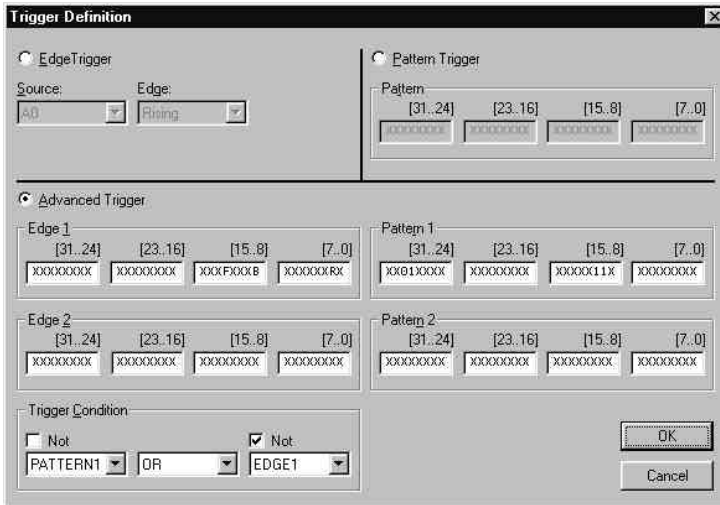 Trigger Definition
EdgeTrigger
Source: Edge:
A0 Rising
Pattern Trigger
Pattern
[31..24] [23..16] [15..8] [7..0]
XXXXXXXX XXXXXXXX XXXXXXXX XXXXXXXX
Advanced Trigger
Edge 1
[31..24] [23..16] [15..8] [7..0]
XXXXXXXX XXXXXXXX XXXFXXXB XXXXXXRX
Pattern 1
[31..24] [23..16] [15..8] [7..0]
XX01XXXX XXXXXXXX XXXXX11X XXXXXXXX
Edge 2
[31..24] [23..16] [15..8] [7..0]
XXXXXXXX XXXXXXXX XXXXXXXX XXXXXXXX
Pattern 2
[31..24] [23..16] [15..8] [7..0]
XXXXXXXX XXXXXXXX XXXXXXXX XXXXXXXX
Trigger Condition
Not Not
PATTERN1 OR EDGE1
OK
Cancel